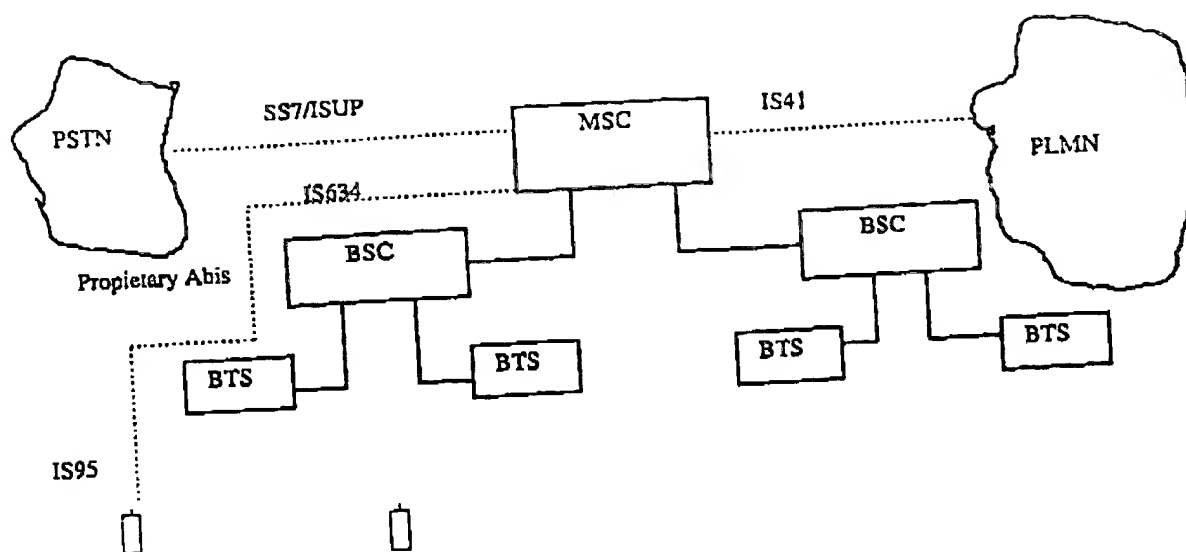 SS7/ISUP
IS41
MSC
PSTN
PLMN
IS634
BSC
BSC
Propietary Abis
BTS
BTS
BTS
BTS
IS95